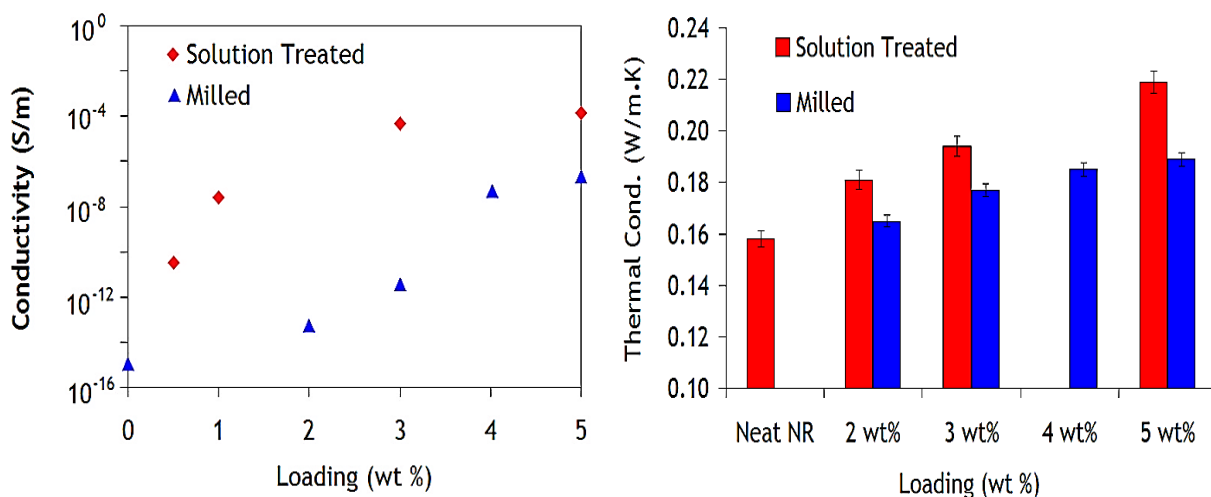 Conductivity (S/m)
10⁰
10⁻⁴
10⁻⁸
10⁻¹²
10⁻¹⁶
Solution Treated
Milled
0 1 2 3 4 5
Loading (wt %)
Thermal Cond. (W/m.K)
0.24
0.22
0.20
0.18
0.16
0.14
0.12
0.10
Solution Treated
Milled
Neat NR 2 wt% 3 wt% 4 wt% 5 wt%
Loading (wt%)